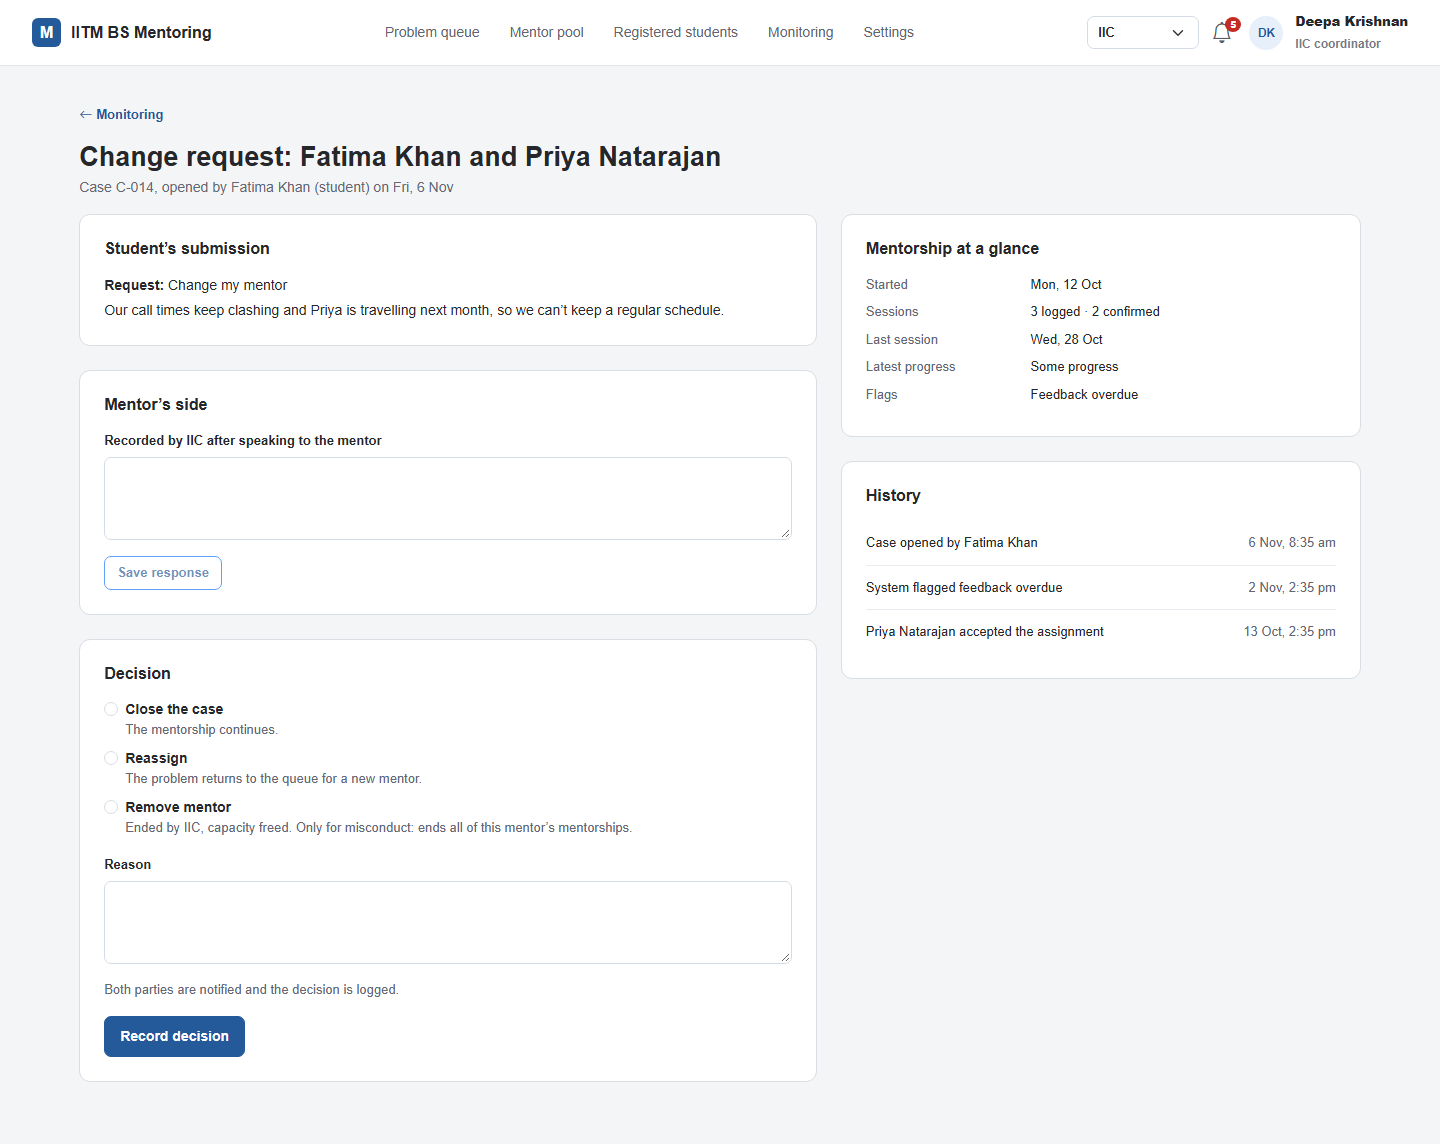 M IITM BS Mentoring
Problem queue Mentor pool Registered students Monitoring Settings
IIC
5
DK
Deepa Krishnan
IIC coordinator
← Monitoring
Change request: Fatima Khan and Priya Natarajan
Case C-014, opened by Fatima Khan (student) on Fri, 6 Nov
Student’s submission
Request: Change my mentor
Our call times keep clashing and Priya is travelling next month, so we can’t keep a regular schedule.
Mentor’s side
Recorded by IIC after speaking to the mentor
Save response
Decision
Close the case
The mentorship continues.
Reassign
The problem returns to the queue for a new mentor.
Remove mentor
Ended by IIC, capacity freed. Only for misconduct: ends all of this mentor’s mentorships.
Reason
Both parties are notified and the decision is logged.
Record decision
Mentorship at a glance
Started Mon, 12 Oct
Sessions 3 logged · 2 confirmed
Last session Wed, 28 Oct
Latest progress Some progress
Flags Feedback overdue
History
Case opened by Fatima Khan 6 Nov, 8:35 am
System flagged feedback overdue 2 Nov, 2:35 pm
Priya Natarajan accepted the assignment 13 Oct, 2:35 pm